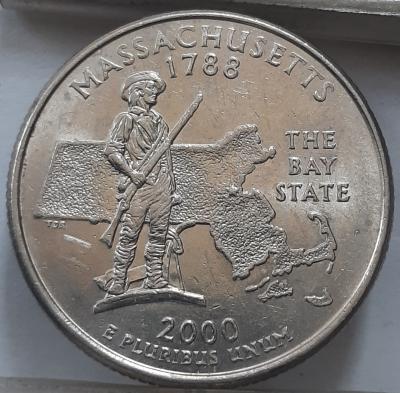 MASSACHUSETTS
1788
THE
BAY
STATE
2000
E PLURIBUS UNUM